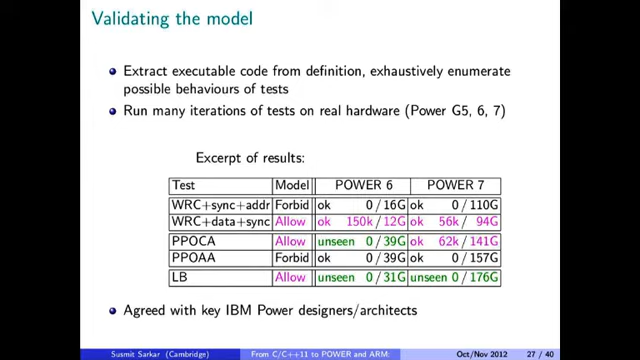 Validating the model
Extract executable code from definition, exhaustively enumerate
possible behaviours of tests
Run many iterations of tests on real hardware (Power G5, 6, 7)
Excerpt of results:
Test Model POWER 6 POWER 7
WRC+sync+addr Forbid ok 0/16G ok 0/110G
WRC+data+sync Allow ok 150k/12G ok 56k/94G
PPOCA Allow unseen 0/39G ok 62k/141G
PPOAA Forbid ok 0/39G ok 0/157G
LB Allow unseen 0/31G unseen 0/176G
Agreed with key IBM Power designers/architects
Susmit Sarkar (Cambridge) From C/C++11 to POWER and ARM: Oct/Nov 2012 27 / 40